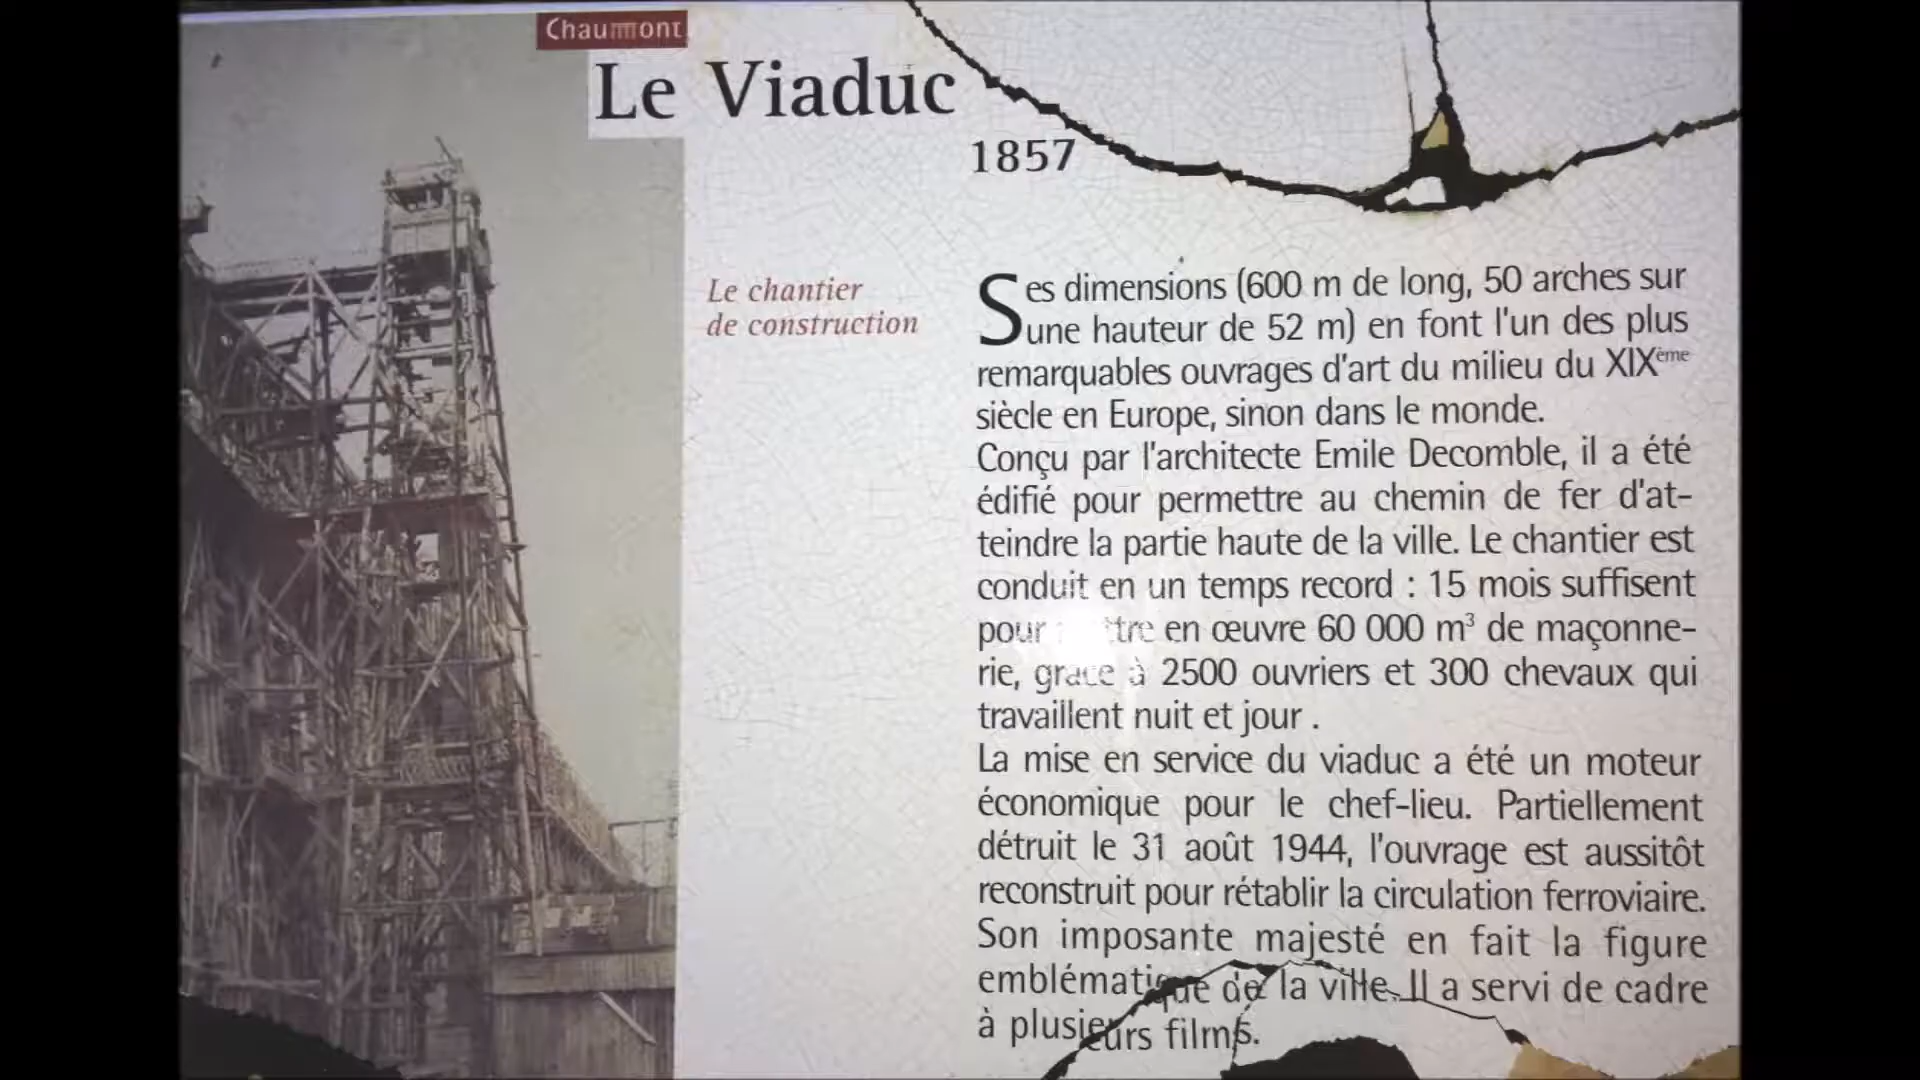 Chaumont
Le Viaduc
1857
Le chantier
de construction
Ses dimensions (600 m de long, 50 arches sur
une hauteur de 52 m) en font l'un des plus
remarquables ouvrages d'art du milieu du XIXème
siècle en Europe, sinon dans le monde.
Conçu par l'architecte Emile Decomble, il a été
édifié pour permettre au chemin de fer d'at-
teindre la partie haute de la ville. Le chantier est
conduit en un temps record : 15 mois suffisent
pour en œuvre 60 000 m³ de maçonne-
rie, grace à 2500 ouvriers et 300 chevaux qui
travaillent nuit et jour .
La mise en service du viaduc a été un moteur
économique pour le chef-lieu. Partiellement
détruit le 31 août 1944, l'ouvrage est aussitôt
reconstruit pour rétablir la circulation ferroviaire.
Son imposante majesté en fait la figure
emblématique de la ville. Il a servi de cadre
à plusieurs films.